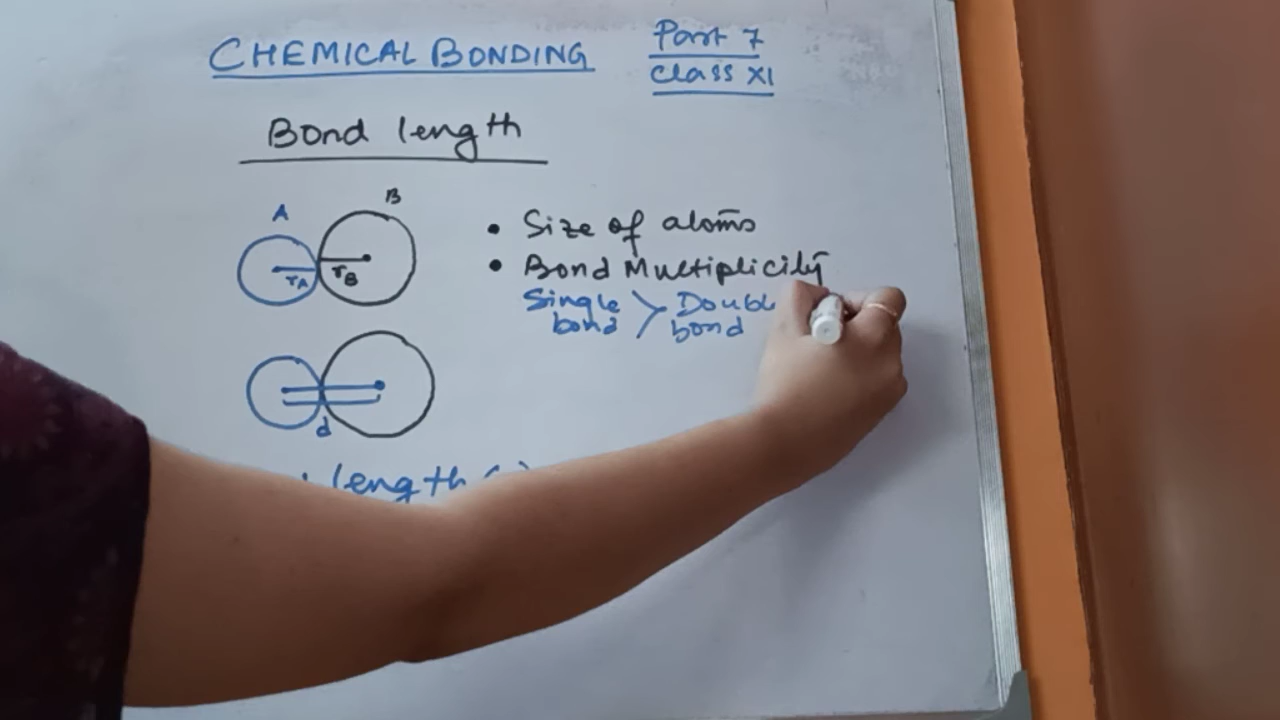 CHEMICAL BONDING
Part 7
Class XI
Bond length
A
B
rA
rB
• Size of atoms
• Bond Multiplicity
Single bond > Double bond
d
length